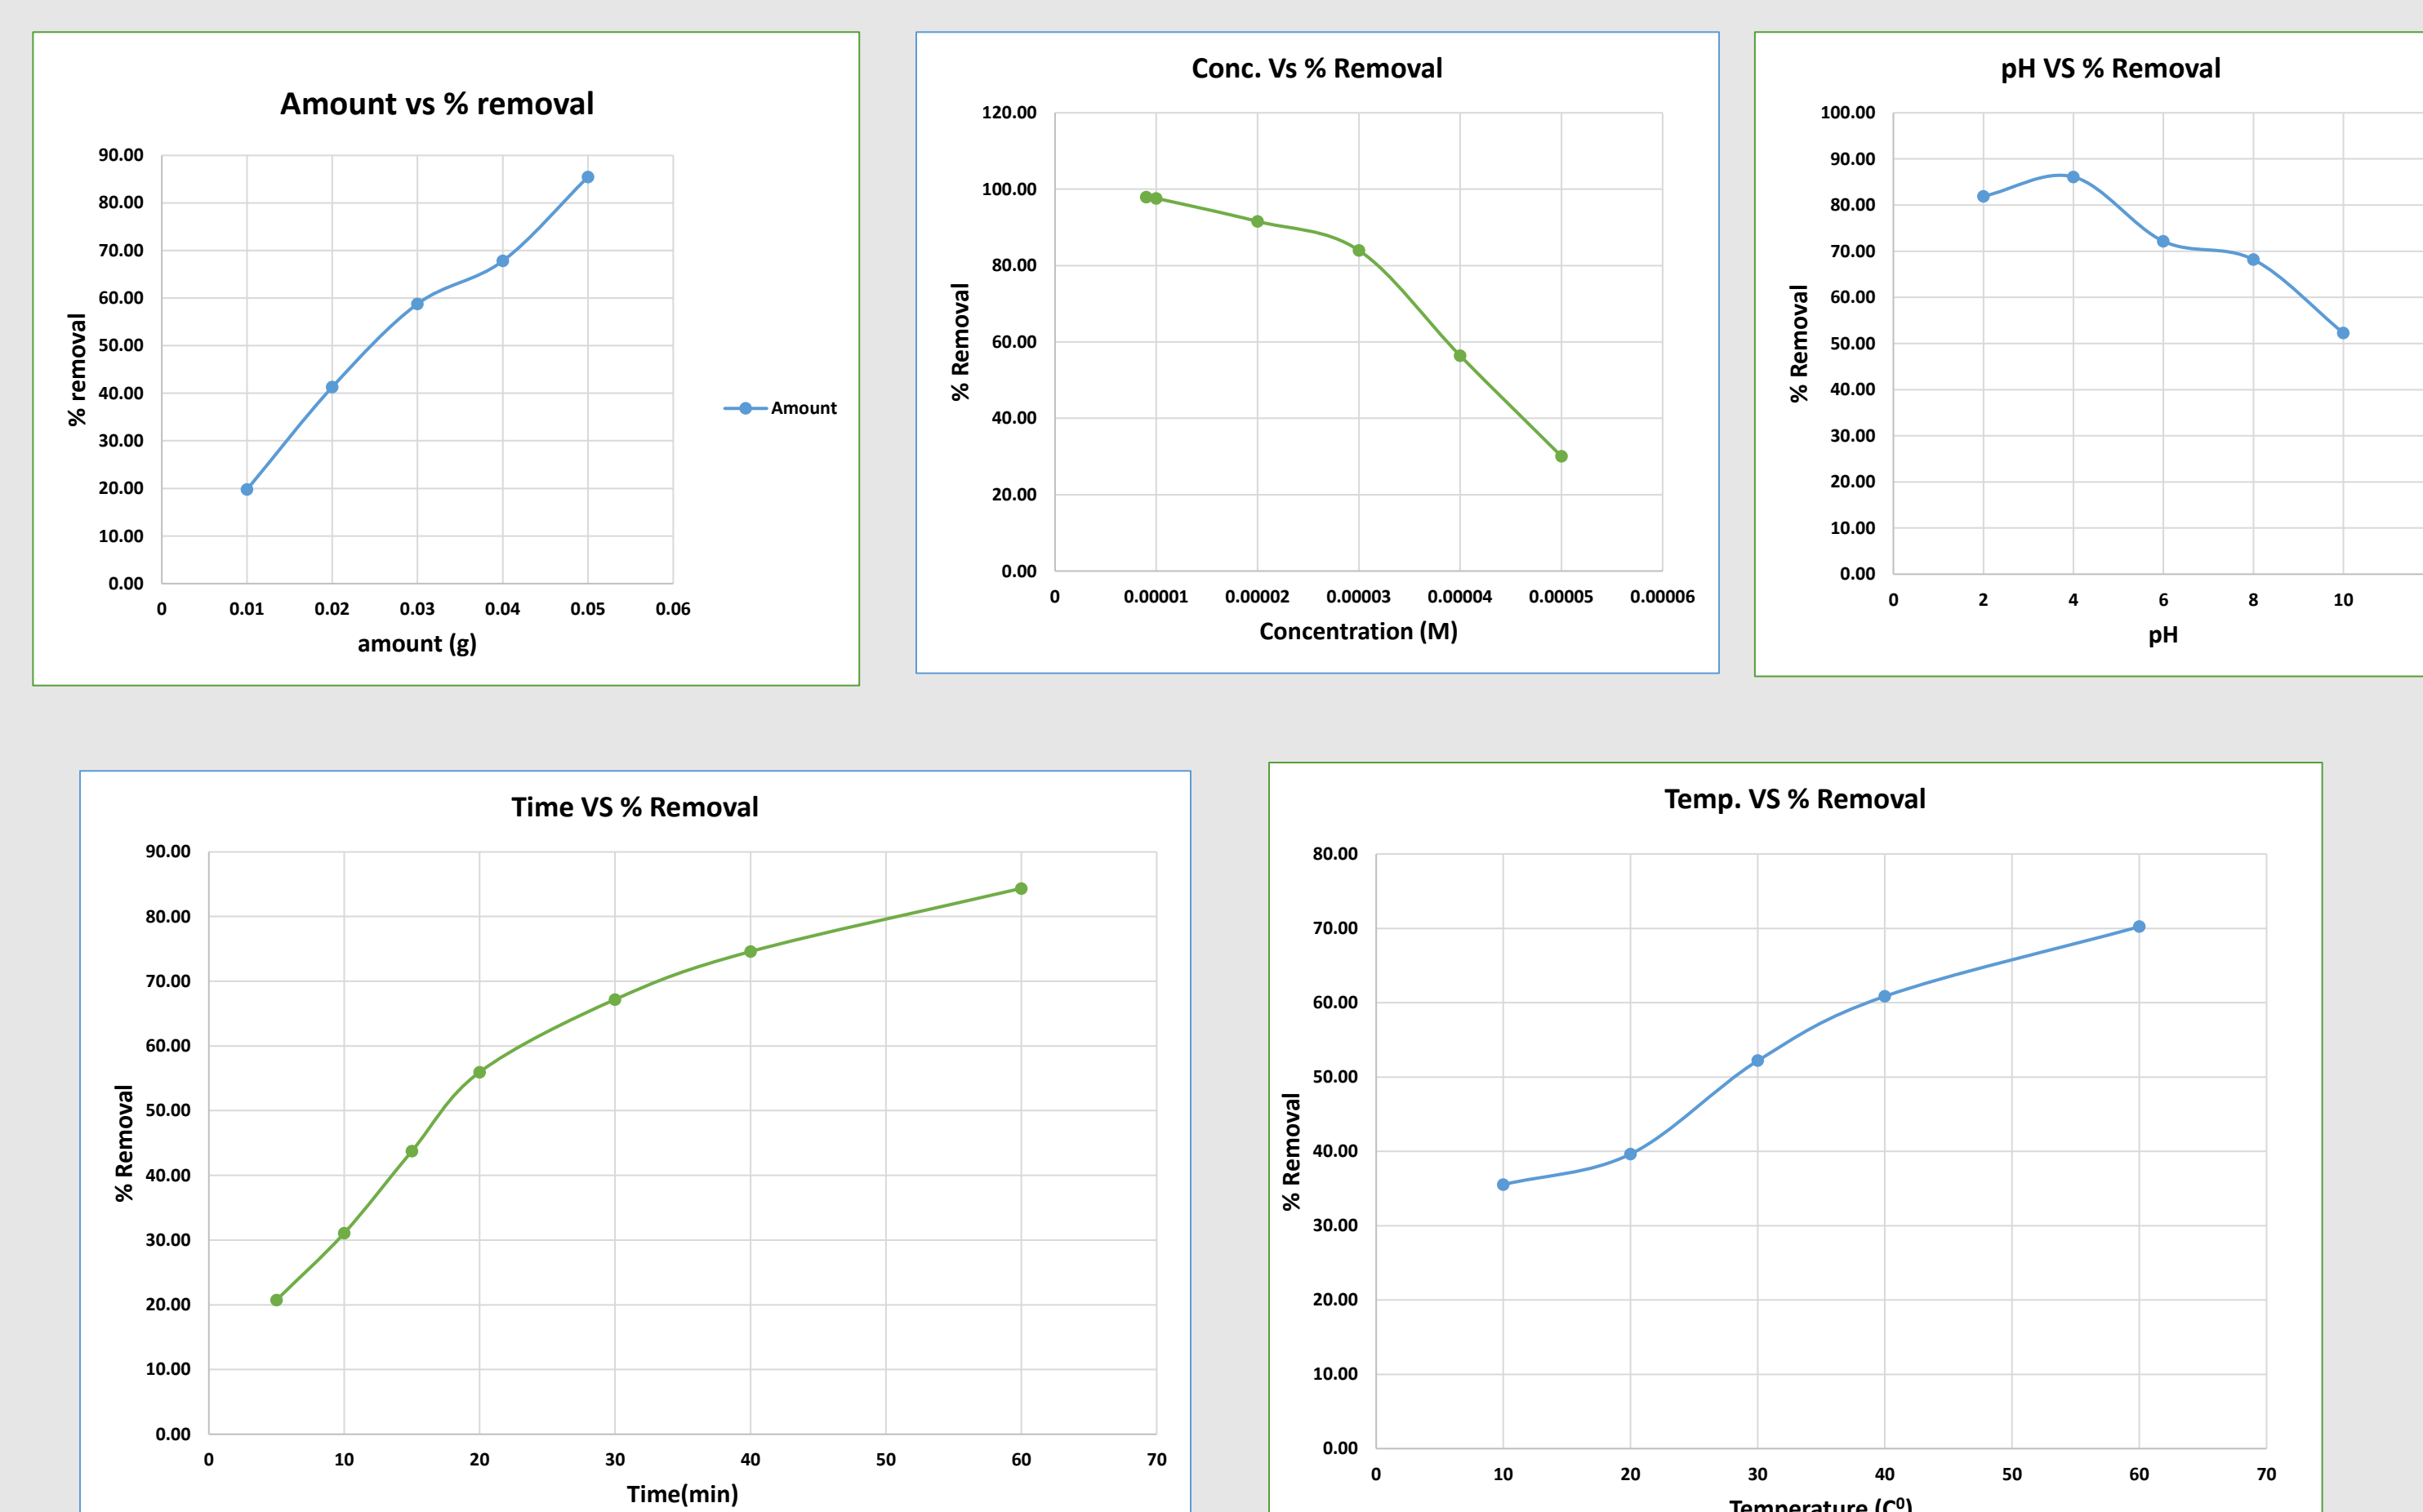 Amount vs % removal
90.00
80.00
70.00
60.00
50.00
40.00
30.00
20.00
10.00
0.00
% removal
0 0.01 0.02 0.03 0.04 0.05 0.06
amount (g)
Amount
Conc. Vs % Removal
120.00
100.00
80.00
60.00
40.00
20.00
0.00
% Removal
0 0.00001 0.00002 0.00003 0.00004 0.00005 0.00006
Concentration (M)
pH VS % Removal
100.00
90.00
80.00
70.00
60.00
50.00
40.00
30.00
20.00
10.00
0.00
% Removal
0 2 4 6 8 10
pH
Time VS % Removal
90.00
80.00
70.00
60.00
50.00
40.00
30.00
20.00
10.00
0.00
% Removal
0 10 20 30 40 50 60 70
Time(min)
Temp. VS % Removal
80.00
70.00
60.00
50.00
40.00
30.00
20.00
10.00
0.00
% Removal
0 10 20 30 40 50 60 70
Temperature (C⁰)